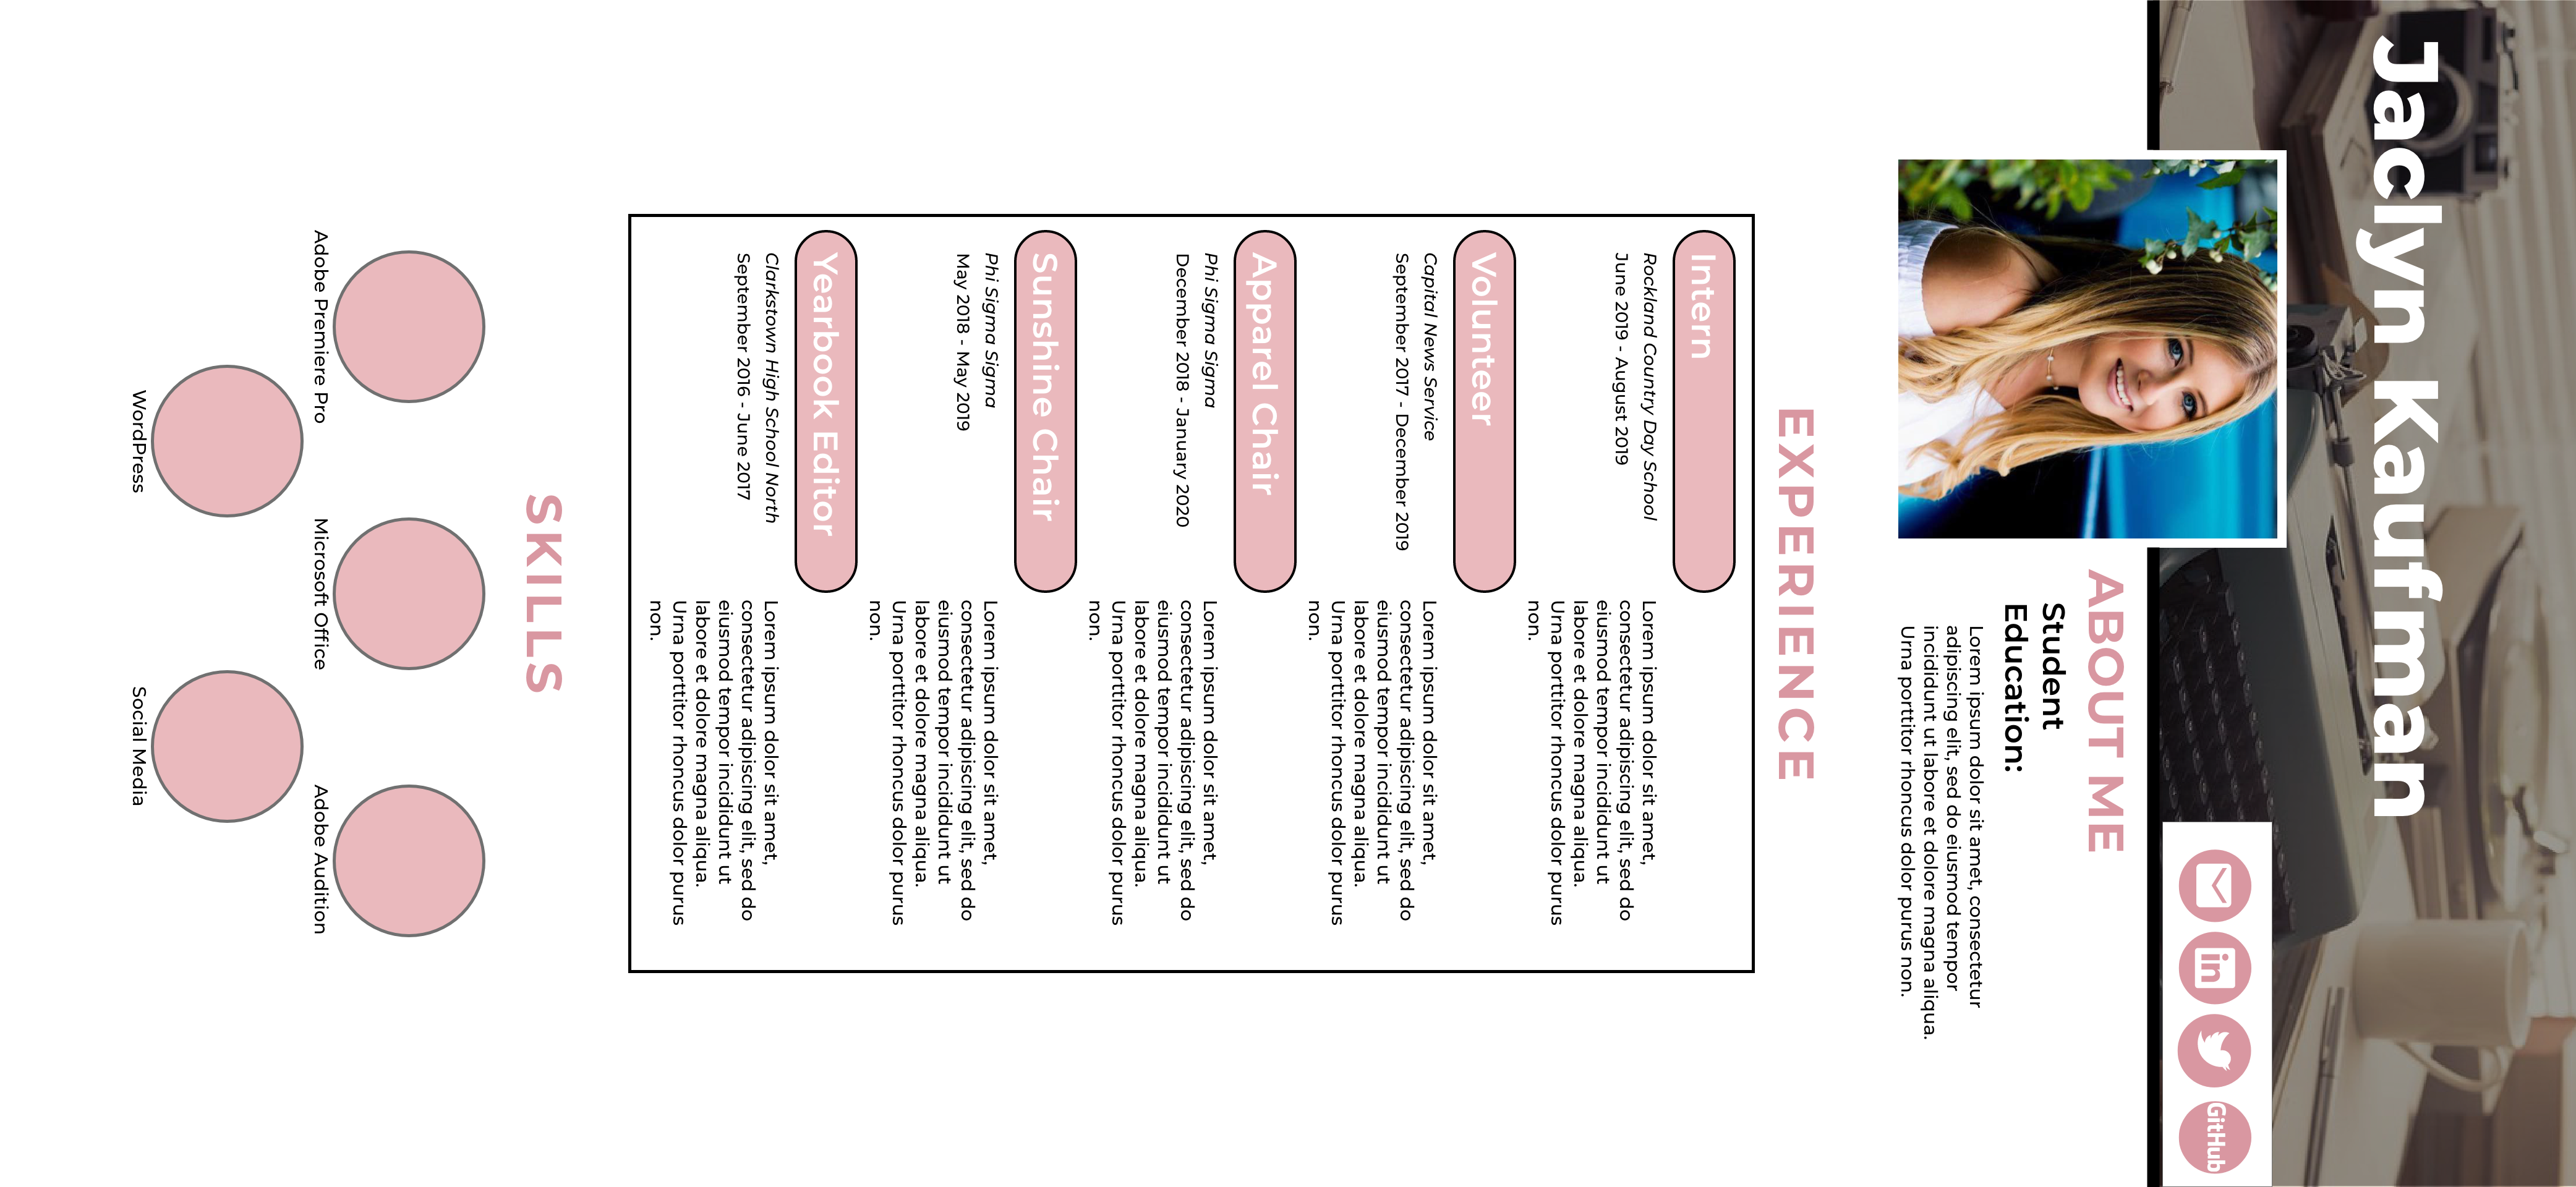 Jaclyn Kaufman
in
GitHub
ABOUT ME
Student
Education:
Lorem ipsum dolor sit amet, consectetur
adipiscing elit, sed do eiusmod tempor
incididunt ut labore et dolore magna aliqua.
Urna porttitor rhoncus dolor purus non.
EXPERIENCE
Intern
Rockland Country Day School
June 2019 - August 2019
Lorem ipsum dolor sit amet,
consectetur adipiscing elit, sed do
eiusmod tempor incididunt ut
labore et dolore magna aliqua.
Urna porttitor rhoncus dolor purus
non.
Volunteer
Capital News Service
September 2017 - December 2019
Lorem ipsum dolor sit amet,
consectetur adipiscing elit, sed do
eiusmod tempor incididunt ut
labore et dolore magna aliqua.
Urna porttitor rhoncus dolor purus
non.
Apparel Chair
Phi Sigma Sigma
December 2018 - January 2020
Lorem ipsum dolor sit amet,
consectetur adipiscing elit, sed do
eiusmod tempor incididunt ut
labore et dolore magna aliqua.
Urna porttitor rhoncus dolor purus
non.
Sunshine Chair
Phi Sigma Sigma
May 2018 - May 2019
Lorem ipsum dolor sit amet,
consectetur adipiscing elit, sed do
eiusmod tempor incididunt ut
labore et dolore magna aliqua.
Urna porttitor rhoncus dolor purus
non.
Yearbook Editor
Clarkstown High School North
September 2016 - June 2017
Lorem ipsum dolor sit amet,
consectetur adipiscing elit, sed do
eiusmod tempor incididunt ut
labore et dolore magna aliqua.
Urna porttitor rhoncus dolor purus
non.
SKILLS
Adobe Premiere Pro
Microsoft Office
Adobe Audition
WordPress
Social Media